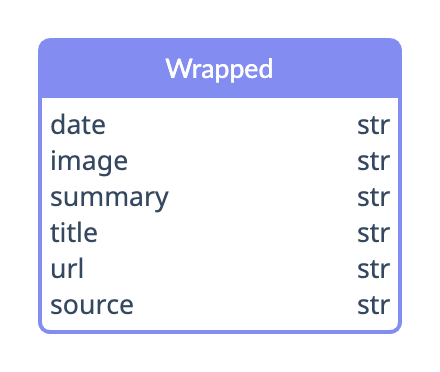 Wrapped
date str
image str
summary str
title str
url str
source str